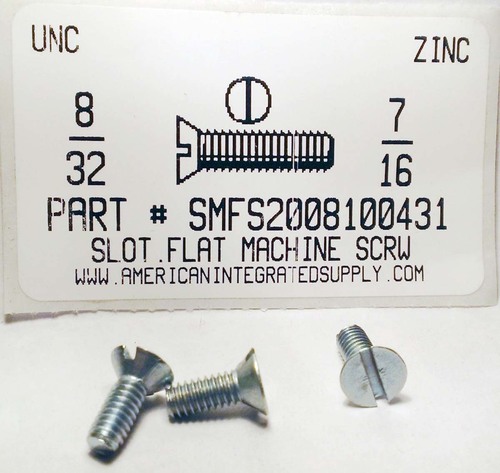 UNC ZINC
8 7
32 16
PART # SMFS2008100431
SLOT.FLAT MACHINE SCRW
WWW.AMERICANINTEGRATEDSUPPLY.COM